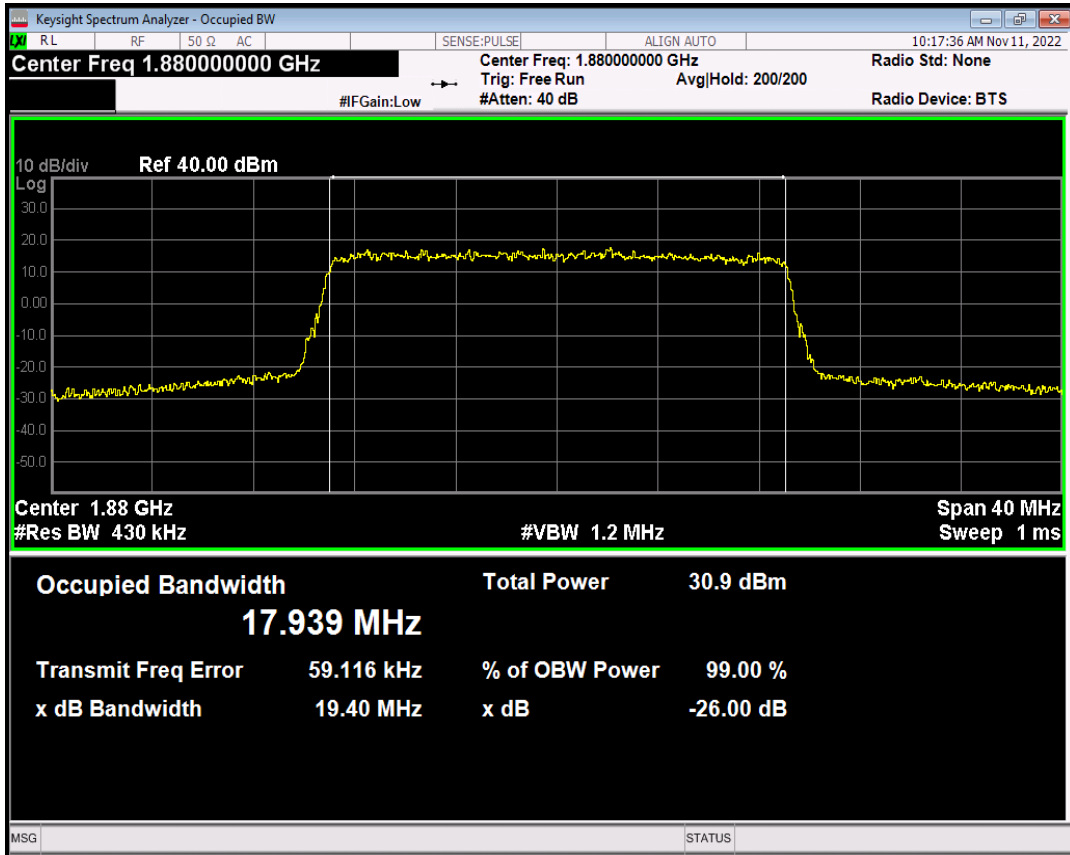 Keysight Spectrum Analyzer - Occupied BW
LXI RL RF 50 Ω AC SENSE:PULSE ALIGN AUTO 10:17:36 AM Nov 11, 2022
Center Freq 1.880000000 GHz Center Freq: 1.880000000 GHz Radio Std: None
Trig: Free Run Avg|Hold: 200/200
#IFGain:Low #Atten: 40 dB Radio Device: BTS
10 dB/div Ref 40.00 dBm
Log
30.0
20.0
10.0
0.00
-10.0
-20.0
-30.0
-40.0
-50.0
Center 1.88 GHz Span 40 MHz
#Res BW 430 kHz #VBW 1.2 MHz Sweep 1 ms
Occupied Bandwidth Total Power 30.9 dBm
17.939 MHz
Transmit Freq Error 59.116 kHz % of OBW Power 99.00 %
x dB Bandwidth 19.40 MHz x dB -26.00 dB
MSG STATUS